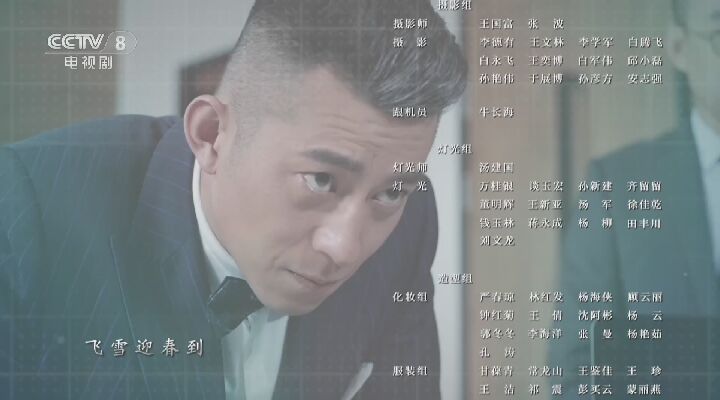 CCTV 8
电视剧
摄影组
摄影师 王国富 张 波
摄 影 李德有 王文林 李学军 白腾飞
白永飞 王奕博 白军伟 邱小磊
孙艳伟 于展博 孙彦方 安志强
跟机员 牛长海
灯光组
灯光师 汤建国
灯 光 方桂银 谈玉宏 孙新建 齐留留
董明辉 王新亚 汤 军 徐佳乾
钱玉林 蒋永成 杨 柳 田丰川
刘文龙
造型组
化妆组 严春琼 林红发 杨海侠 顾云丽
钟红菊 王 倩 沈阿彬 杨 云
郭冬冬 李海洋 张 曼 杨艳茹
孔 涛
服装组 甘葆青 常龙山 王鉴佳 王 珍
王 洁 祁 震 彭买云 蒙丽燕
飞雪迎春到